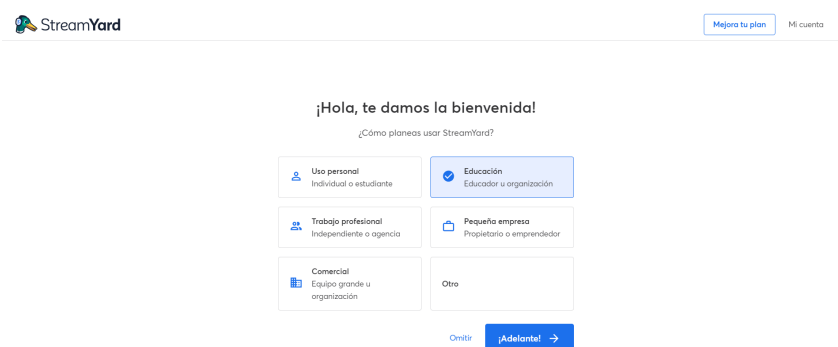 StreamYard
Mejora tu plan
Mi cuenta
¡Hola, te damos la bienvenida!
¿Cómo planeas usar StreamYard?
Uso personal
Individual o estudiante
Educación
Educador u organización
Trabajo profesional
Independiente o agencia
Pequeña empresa
Propietario o emprendedor
Comercial
Equipo grande u
organización
Otro
Omitir
¡Adelante!